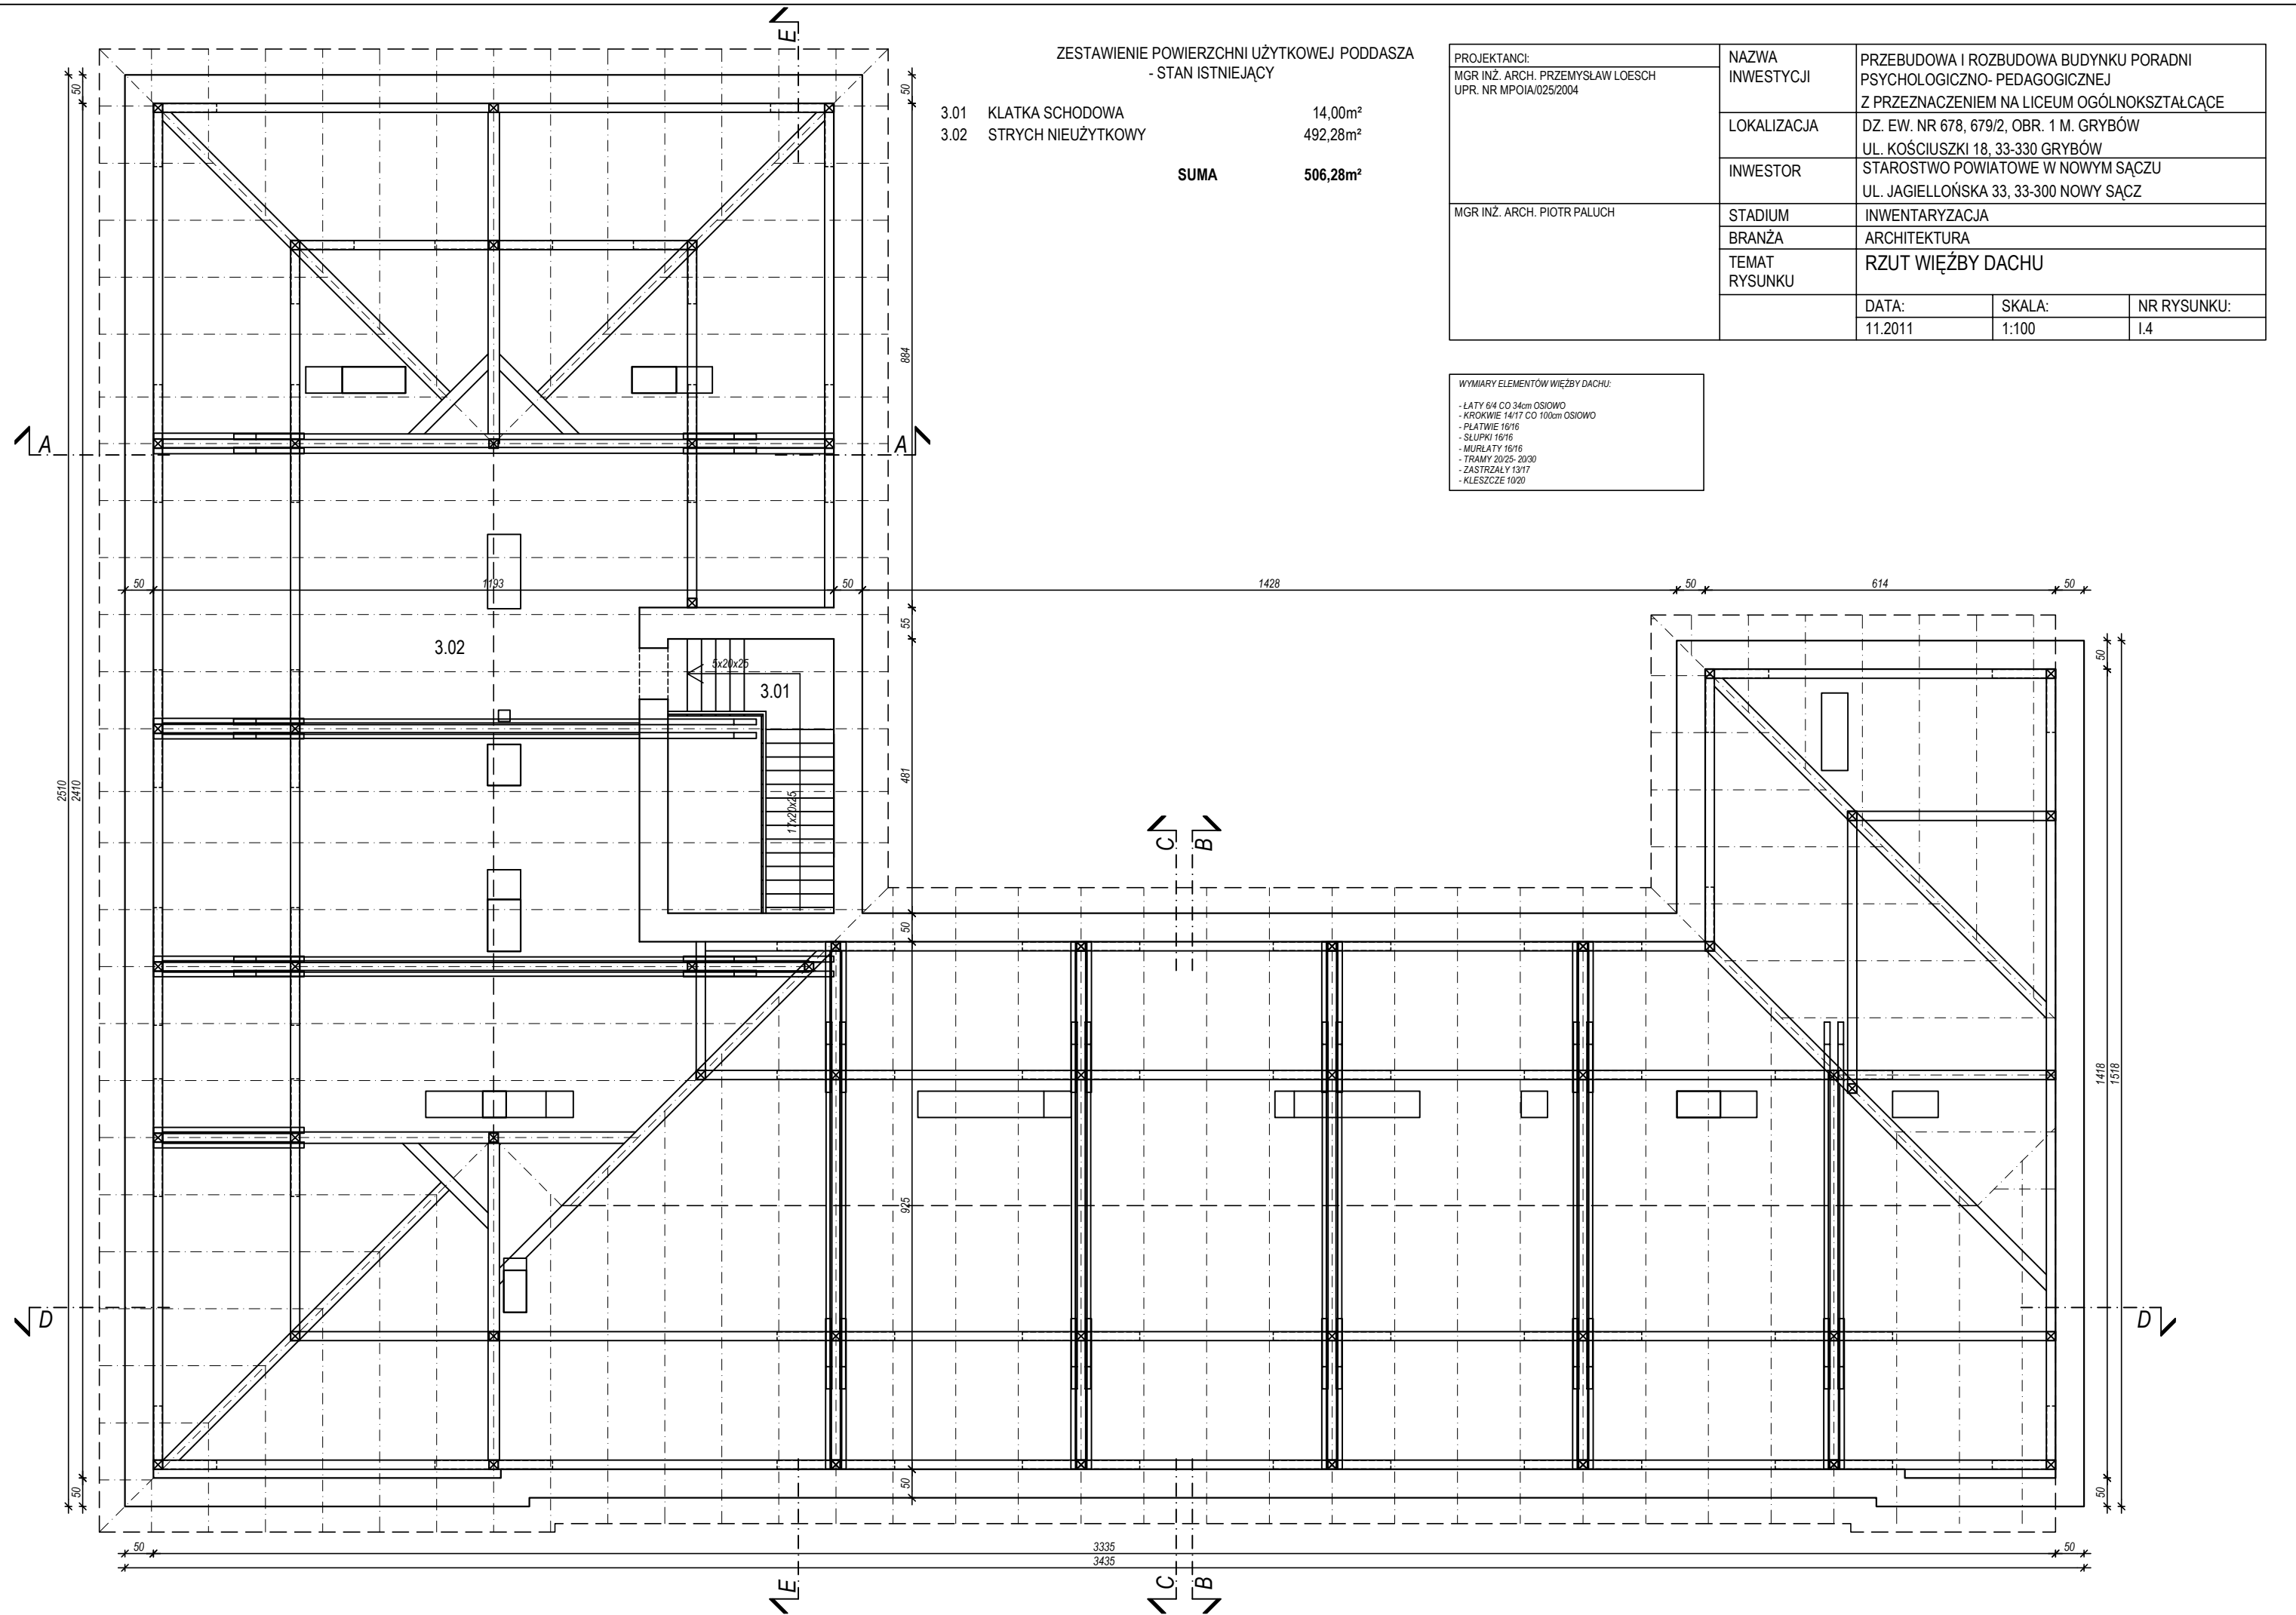 E
ZESTAWIENIE POWIERZCHNI UŻYTKOWEJ PODDASZA
- STAN ISTNIEJĄCY
3.01 KLATKA SCHODOWA 14,00m²
3.02 STRYCH NIEUŻYTKOWY 492,28m²
SUMA 506,28m²
PROJEKTANCI:
MGR INŻ. ARCH. PRZEMYSŁAW LOESCH
UPR. NR MPOIA/025/2004
MGR INŻ. ARCH. PIOTR PALUCH
NAZWA
INWESTYCJI
PRZEBUDOWA I ROZBUDOWA BUDYNKU PORADNI
PSYCHOLOGICZNO- PEDAGOGICZNEJ
Z PRZEZNACZENIEM NA LICEUM OGÓLNOKSZTAŁCĄCE
LOKALIZACJA
DZ. EW. NR 678, 679/2, OBR. 1 M. GRYBÓW
UL. KOŚCIUSZKI 18, 33-330 GRYBÓW
INWESTOR
STAROSTWO POWIATOWE W NOWYM SĄCZU
UL. JAGIELLOŃSKA 33, 33-300 NOWY SĄCZ
STADIUM INWENTARYZACJA
BRANŻA ARCHITEKTURA
TEMAT
RYSUNKU
RZUT WIĘŹBY DACHU
DATA: SKALA: NR RYSUNKU:
11.2011 1:100 I.4
WYMIARY ELEMENTÓW WIĘŹBY DACHU:
- ŁATY 6/4 CO 34cm OSIOWO
- KROKWIE 14/17 CO 100cm OSIOWO
- PŁATWIE 16/16
- SŁUPKI 16/16
- MURŁATY 16/16
- TRAMY 20/25- 20/30
- ZASTRZAŁY 13/17
- KLESZCZE 10/20
50
50
884
A
A
50 1193 50 1428 50 614 50
55
3.02
5x20x25
3.01
50
2510
2410
481
17x20x25
C
B
50
1418
1518
925
D
D
50
50
50
50 3335 50
3435
E
C
B